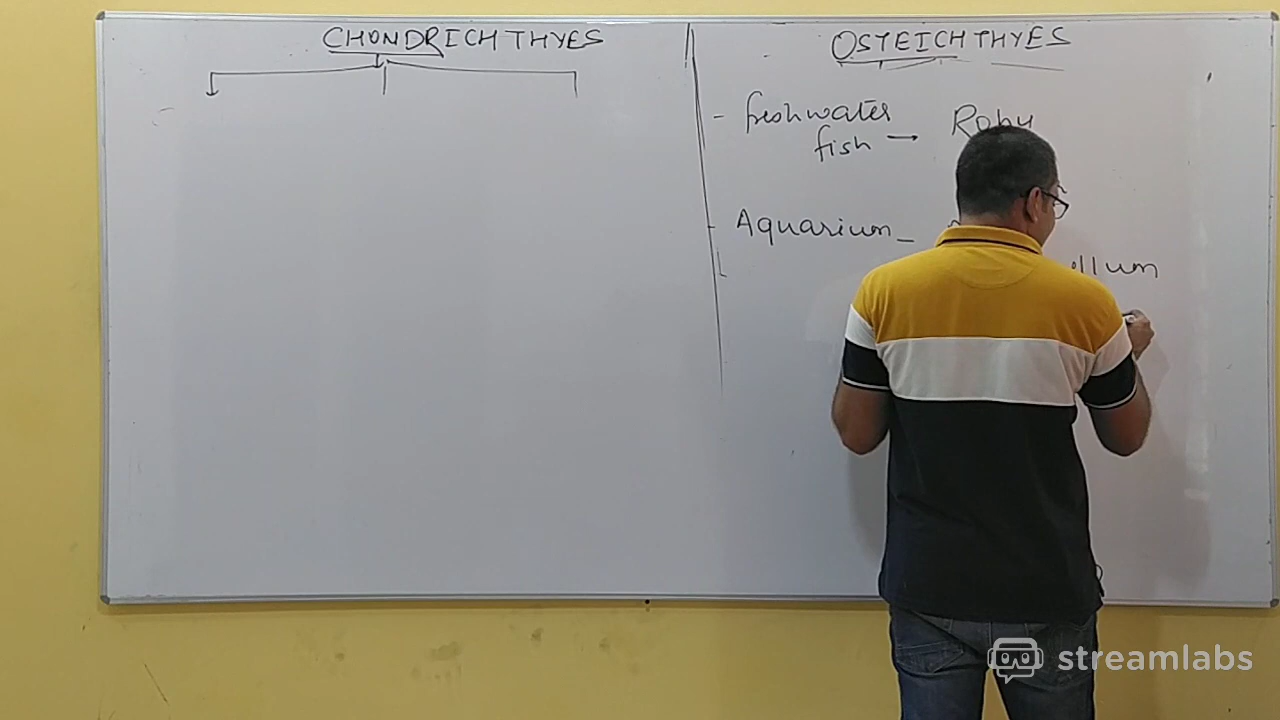 CHONDRICHTHYES
OSTEICHTHYES
- freshwater
fish → Rohu
- Aquarium -
streamlabs